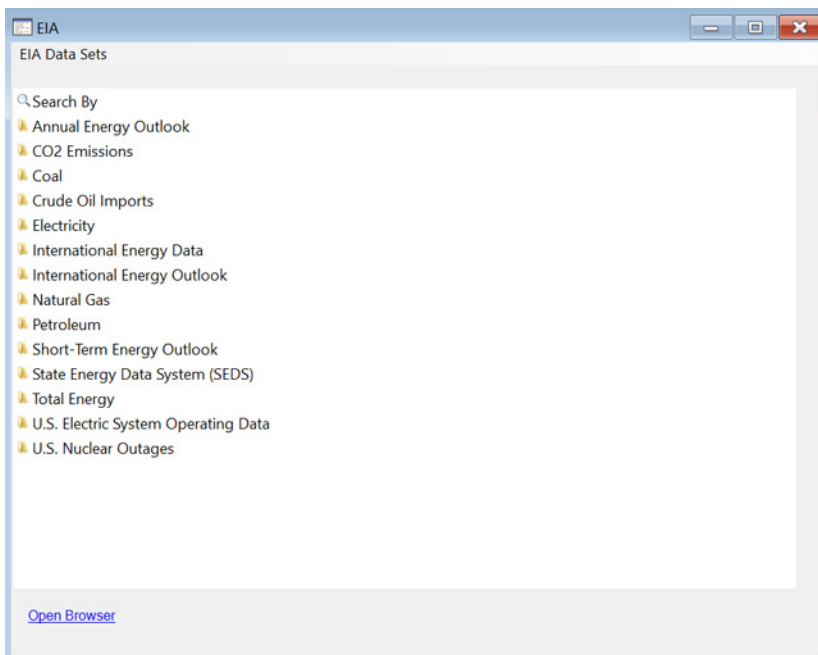 EIA
EIA Data Sets
Search By
Annual Energy Outlook
CO2 Emissions
Coal
Crude Oil Imports
Electricity
International Energy Data
International Energy Outlook
Natural Gas
Petroleum
Short-Term Energy Outlook
State Energy Data System (SEDS)
Total Energy
U.S. Electric System Operating Data
U.S. Nuclear Outages
Open Browser